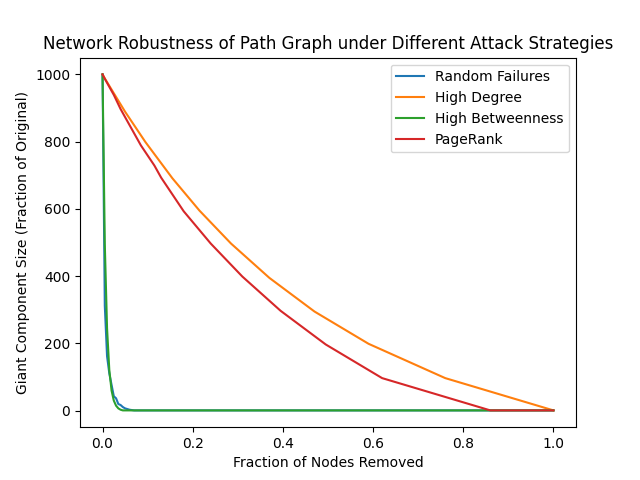 Network Robustness of Path Graph under Different Attack Strategies
Giant Component Size (Fraction of Original)
1000
800
600
400
200
0
Random Failures
High Degree
High Betweenness
PageRank
0.0
0.2
0.4
0.6
0.8
1.0
Fraction of Nodes Removed